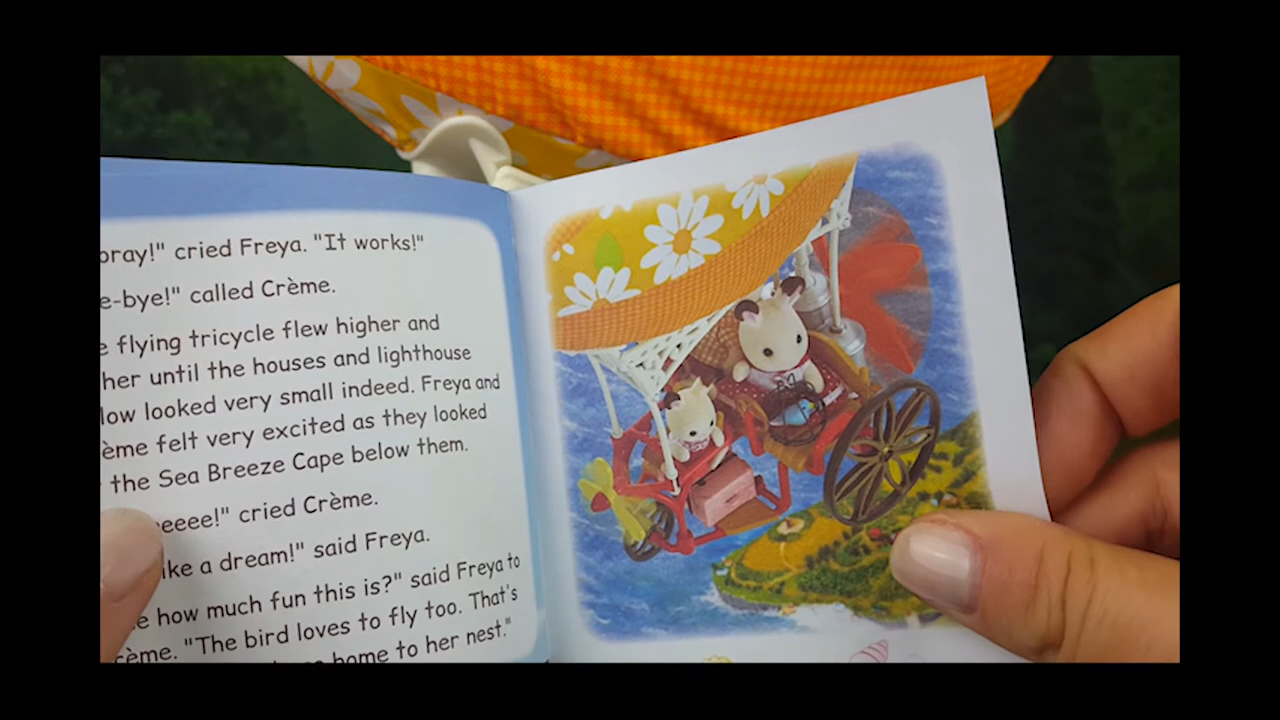 oray!" cried Freya. "It works!"
e-bye!" called Crème.
e flying tricycle flew higher and
her until the houses and lighthouse
low looked very small indeed. Freya and
ème felt very excited as they looked
the Sea Breeze Cape below them.
eeee!" cried Crème.
ike a dream!" said Freya.
e how much fun this is?" said Freya to
crème. "The bird loves to fly too. That's
home to her nest."